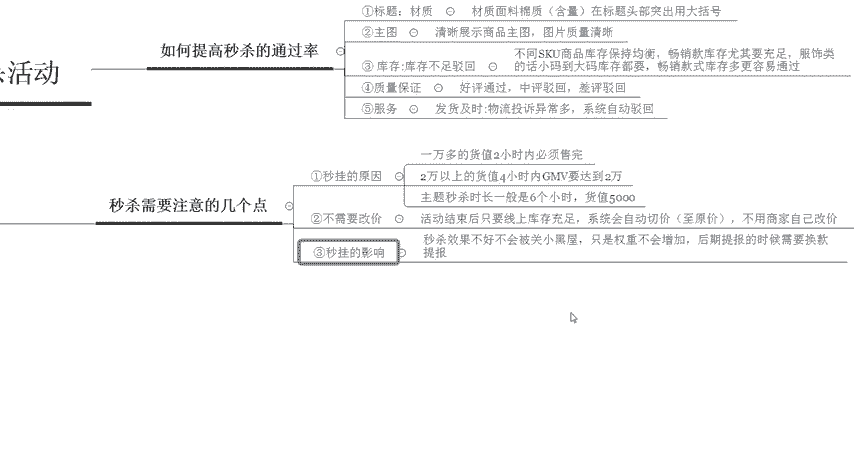 ①标题：材质 材质面料棉质（含量）在标题头部突出用大括号
②主图 清晰展示商品主图，图片质量清晰
如何提高秒杀的通过率
③ 库存:库存不足驳回 不同SKU商品库存保持均衡，畅销款库存尤其要充足，服饰类
的话小码到大码库存都要，畅销款式库存多更容易通过
活动
④质量保证 好评通过，中评驳回，差评驳回
⑤服务 发货及时:物流投诉异常多，系统自动驳回
一万多的货值2小时内必须售完
①秒挂的原因 2万以上的货值4小时内GMV要达到2万
主题秒杀时长一般是6个小时，货值5000
秒杀需要注意的几个点
②不需要改价 活动结束后只要线上库存充足，系统会自动切价（至原价），不用商家自己改价
③秒挂的影响 秒杀效果不好不会被关小黑屋，只是权重不会增加，后期提报的时候需要换款
提报